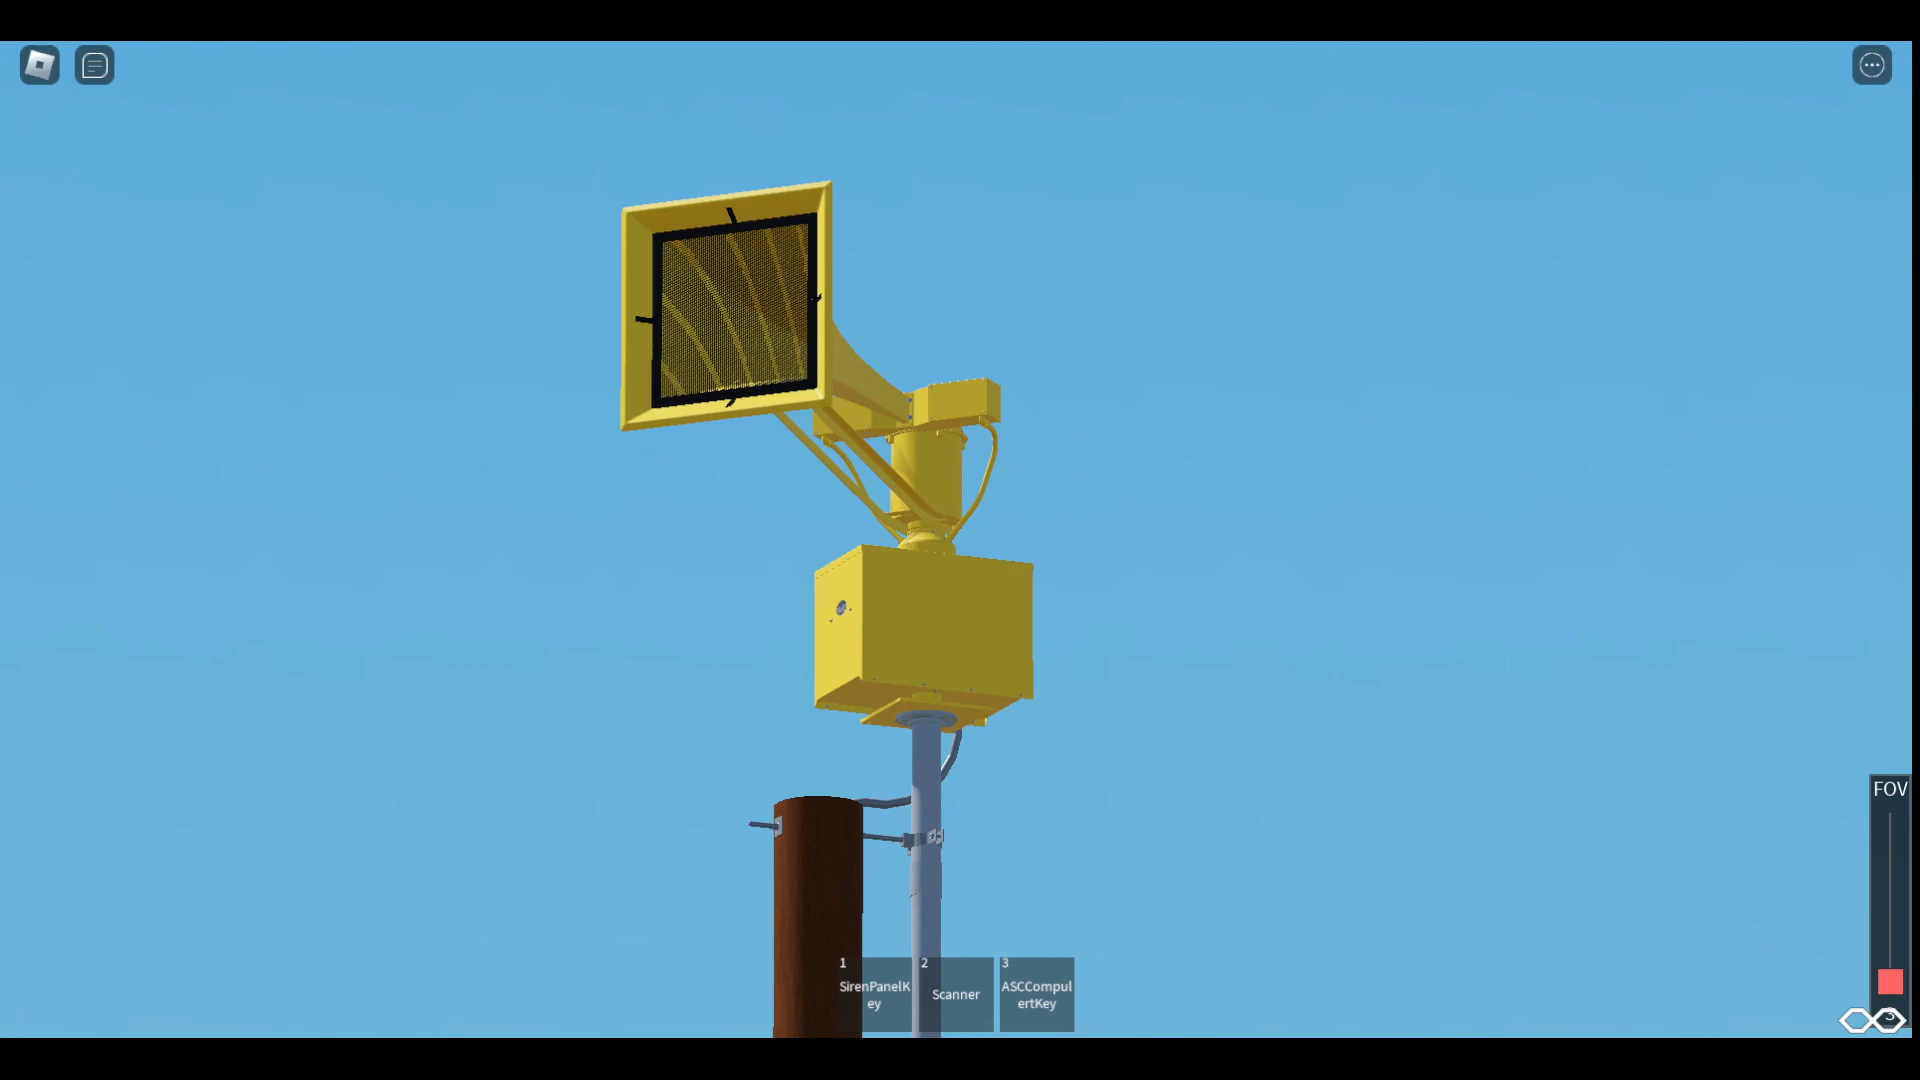 FOV
1
SirenPanelK
ey
2
Scanner
3
ASCCompul
ertKey